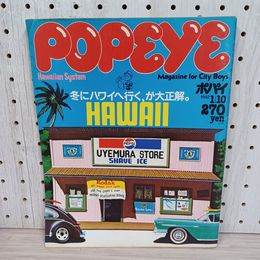 POPEYE
Hawaiian System
Magazine for City Boys
ポパイ
冬にハワイへ行く、が大正解。
1/10
270
yen
HAWAII
UYEMURA STORE
SHAVE ICE
Kodak